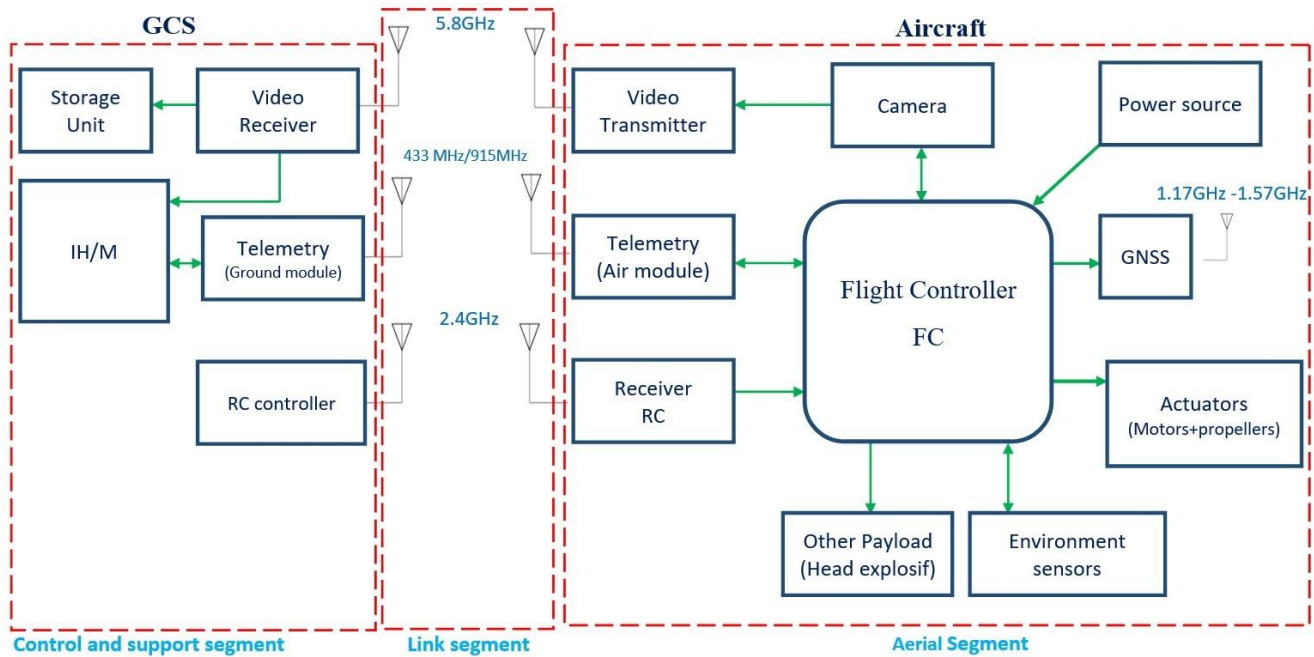 GCS
5.8GHz
Aircraft
Storage
Unit
Video
Receiver
Video
Transmitter
Camera
Power source
433 MHz/915MHz
1.17GHz -1.57GHz
IH/M
Telemetry
(Ground module)
Telemetry
(Air module)
Flight Controller
FC
GNSS
2.4GHz
RC controller
Receiver
RC
Actuators
(Motors+propellers)
Other Payload
(Head explosif)
Environment
sensors
Control and support segment
Link segment
Aerial Segment